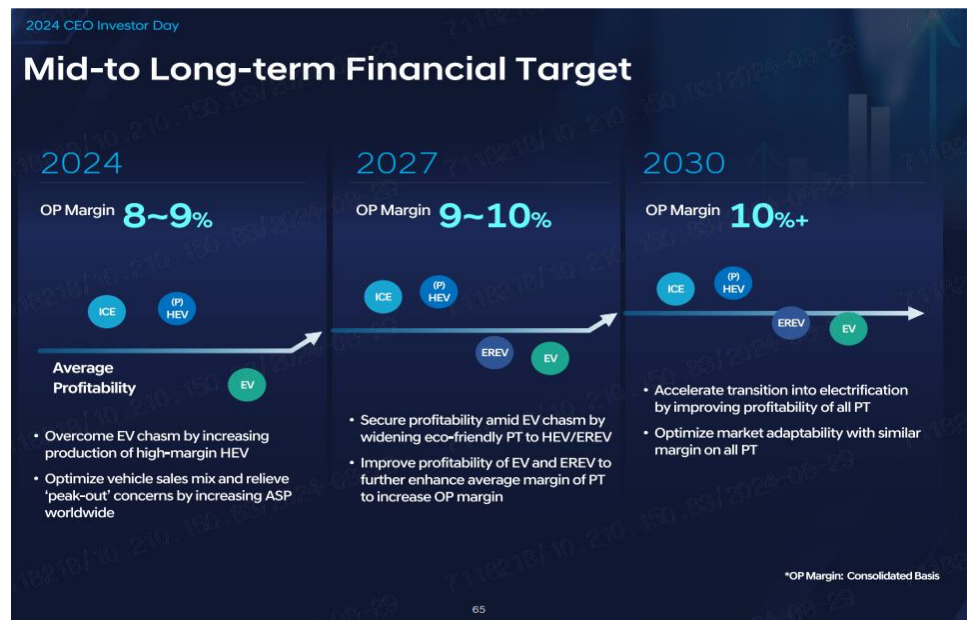 2024 CEO Investor Day
Mid-to Long-term Financial Target
2024
OP Margin 8~9%
ICE
(P)
HEV
Average
Profitability
EV
• Overcome EV chasm by increasing
production of high-margin HEV
• Optimize vehicle sales mix and relieve
'peak-out' concerns by increasing ASP
worldwide
2027
OP Margin 9~10%
ICE
(P)
HEV
EREV
EV
• Secure profitability amid EV chasm by
widening eco-friendly PT to HEV/EREV
• Improve profitability of EV and EREV to
further enhance average margin of PT
to increase OP margin
2030
OP Margin 10%+
ICE
(P)
HEV
EREV
EV
• Accelerate transition into electrification
by improving profitability of all PT
• Optimize market adaptability with similar
margin on all PT
*OP Margin: Consolidated Basis
65